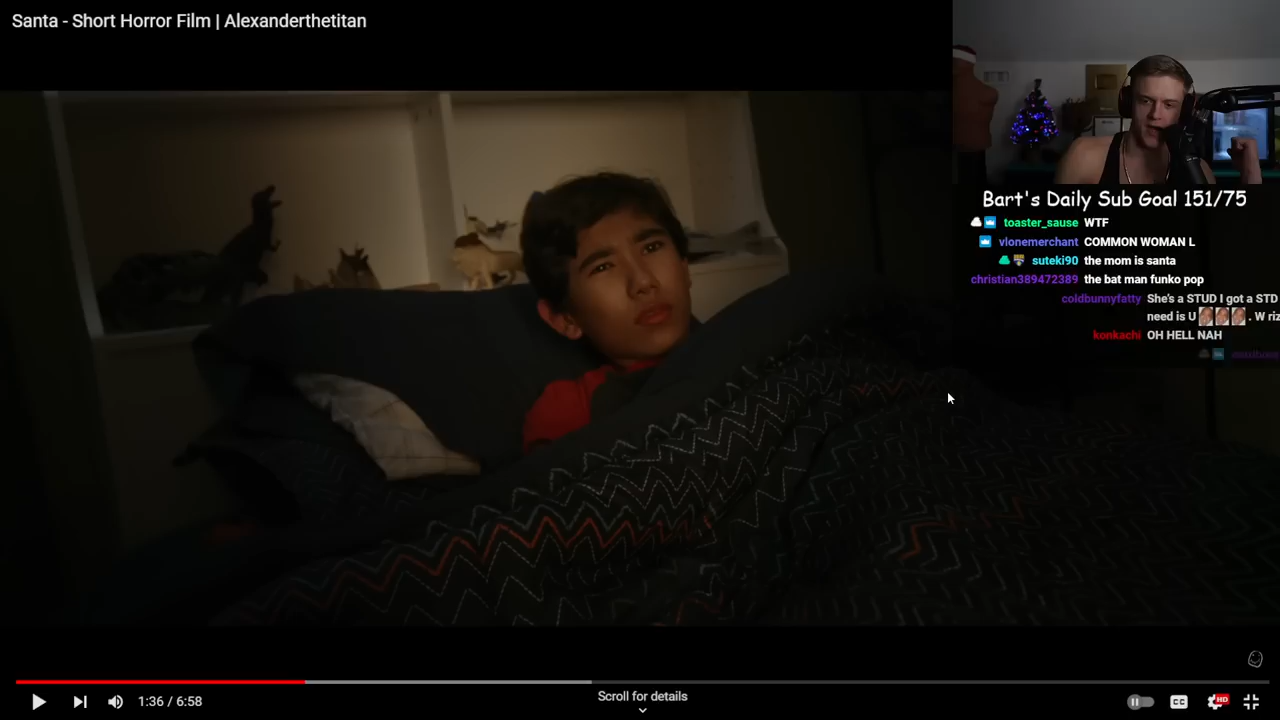 Santa - Short Horror Film | Alexanderthetitan
Bart's Daily Sub Goal 151/75
toaster_sause WTF
vlonemerchant COMMON WOMAN L
suteki90 the mom is santa
christian389472389 the bat man funko pop
coldbunnyfatty She's a STUD I got a STD
need is U . W riz
konkachi OH HELL NAH
1:36 / 6:58
Scroll for details
CC
HD